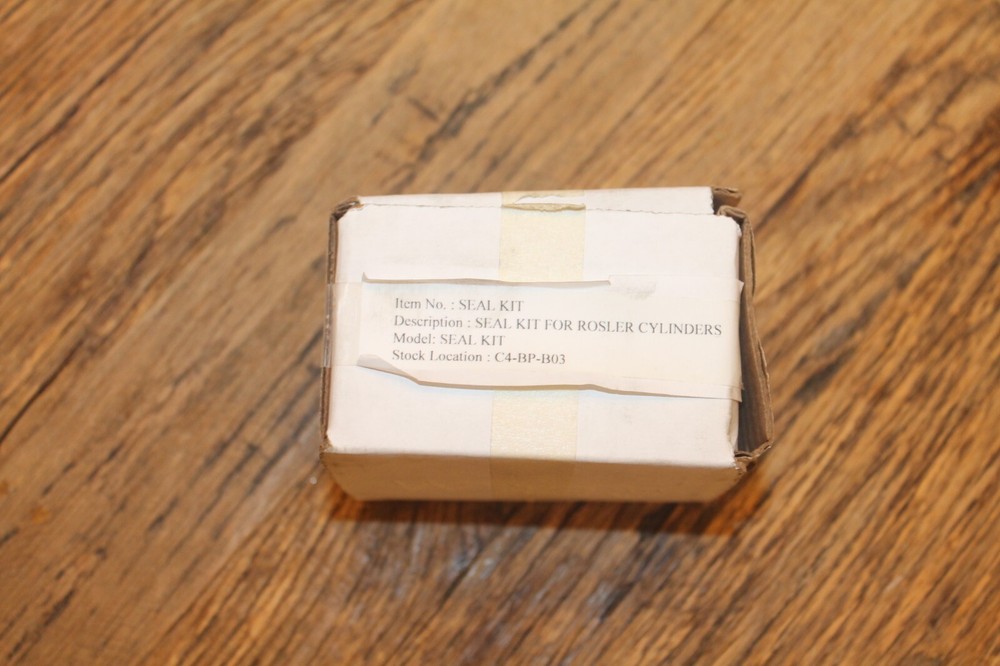 Item No. : SEAL KIT
Description : SEAL KIT FOR ROSLER CYLINDERS
Model: SEAL KIT
Stock Location : C4-BP-B03